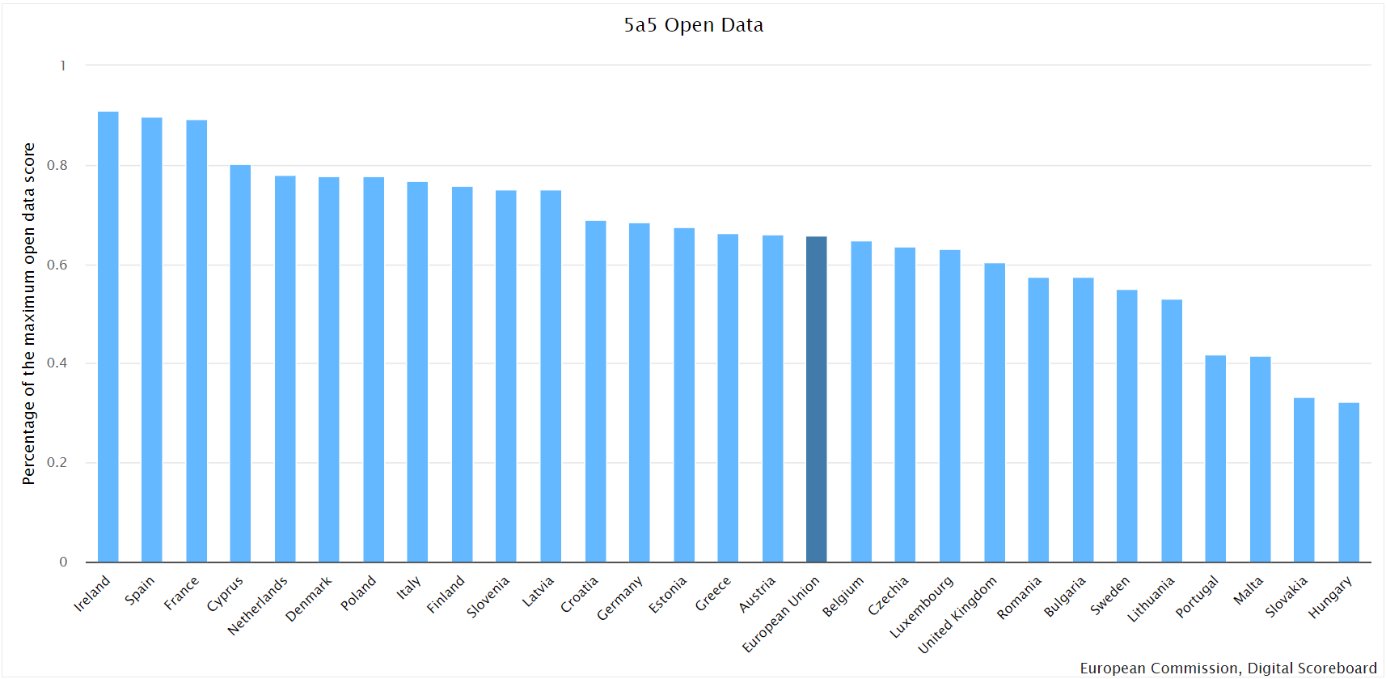 5a5 Open Data
Percentage of the maximum open data score
1
0.8
0.6
0.4
0.2
0
Ireland
Spain
France
Cyprus
Netherlands
Denmark
Poland
Italy
Finland
Slovenia
Latvia
Croatia
Germany
Estonia
Greece
Austria
European Union
Belgium
Czechia
Luxembourg
United Kingdom
Romania
Bulgaria
Sweden
Lithuania
Portugal
Malta
Slovakia
Hungary
European Commission, Digital Scoreboard